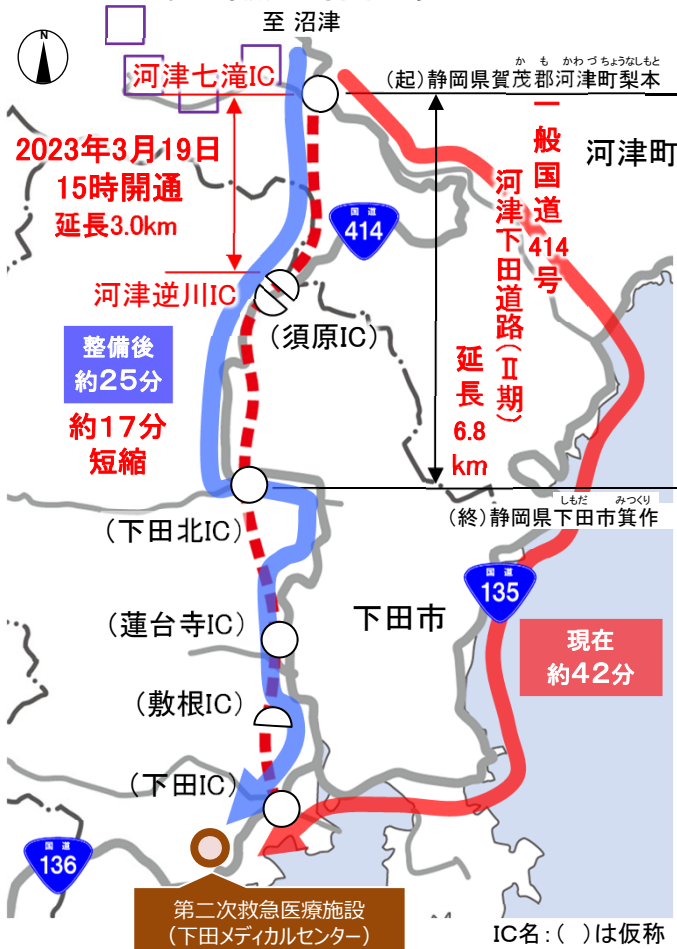 至 沼津
N
河津七滝IC
かもかわづちょうなしもと
(起)静岡県賀茂郡河津町梨本
2023年3月19日
15時開通
延長3.0km
一般国道414号
河津下田道路(Ⅱ期)
延長6.8km
河津町
国道
414
河津逆川IC
(須原IC)
整備後
約25分
約17分
短縮
しもだ みつくり
(終)静岡県下田市箕作
(下田北IC)
国道
135
(蓮台寺IC)
下田市
現在
約42分
(敷根IC)
(下田IC)
国道
136
第二次救急医療施設
(下田メディカルセンター)
IC名:( )は仮称